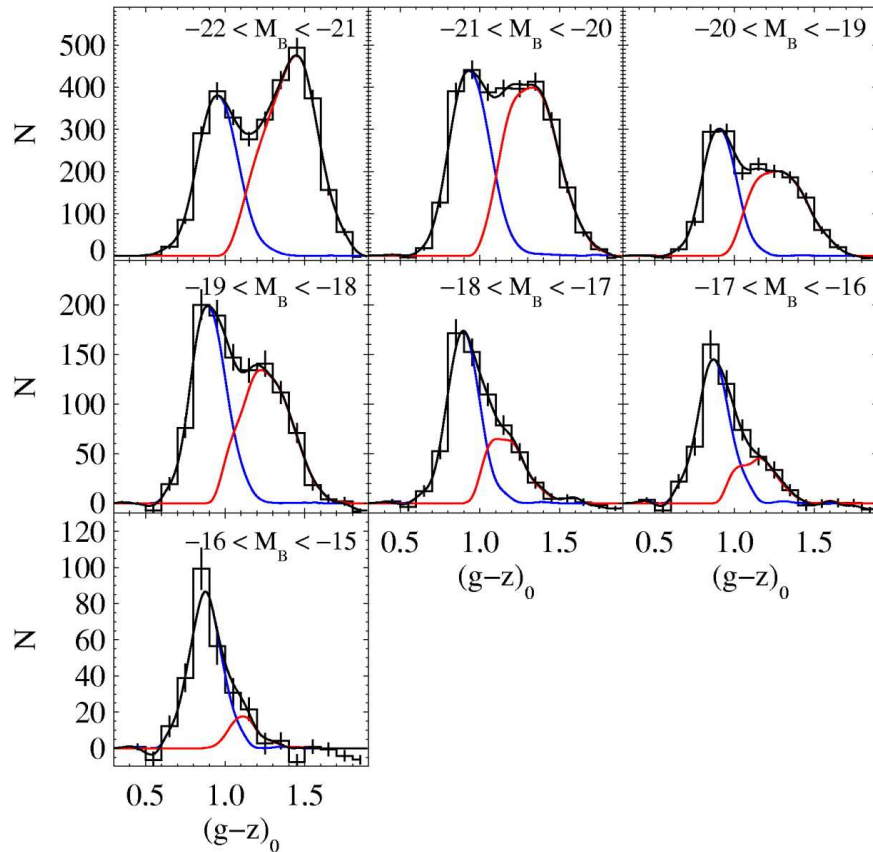 −22 < M_B < −21
−21 < M_B < −20
−20 < M_B < −19
500
400
300
200
100
0
N
−19 < M_B < −18
−18 < M_B < −17
−17 < M_B < −16
200
150
100
50
0
N
0.5 1.0 1.5
(g−z)_0
0.5 1.0 1.5
(g−z)_0
−16 < M_B < −15
120
100
80
60
40
20
0
N
0.5 1.0 1.5
(g−z)_0